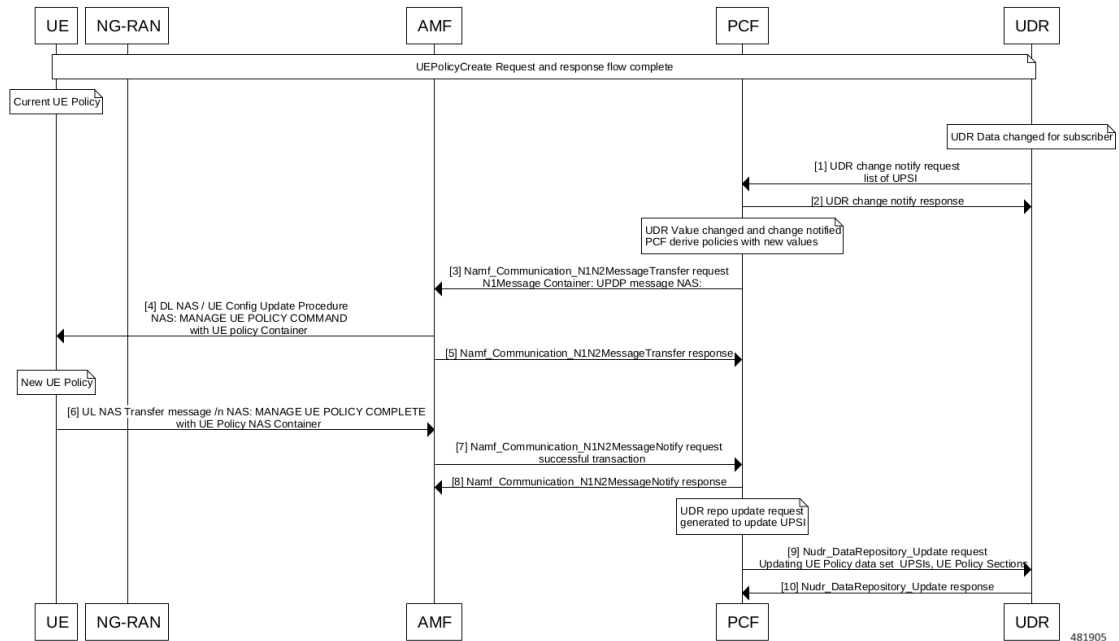 UE NG-RAN AMF PCF UDR
UEPolicyCreate Request and response flow complete
Current UE Policy
UDR Data changed for subscriber
[1] UDR change notify request
list of UPSI
[2] UDR change notify response
UDR Value changed and change notified
PCF derive policies with new values
[3] Namf_Communication_N1N2MessageTransfer request
N1Message Container: UPDP message NAS:
[4] DL NAS / UE Config Update Procedure
NAS: MANAGE UE POLICY COMMAND
with UE policy Container
[5] Namf_Communication_N1N2MessageTransfer response
New UE Policy
[6] UL NAS Transfer message /n NAS: MANAGE UE POLICY COMPLETE
with UE Policy NAS Container
[7] Namf_Communication_N1N2MessageNotify request
successful transaction
[8] Namf_Communication_N1N2MessageNotify response
UDR repo update request
generated to update UPSI
[9] Nudr_DataRepository_Update request
Updating UE Policy data set UPSIs, UE Policy Sections
[10] Nudr_DataRepository_Update response
UE NG-RAN AMF PCF UDR
481905